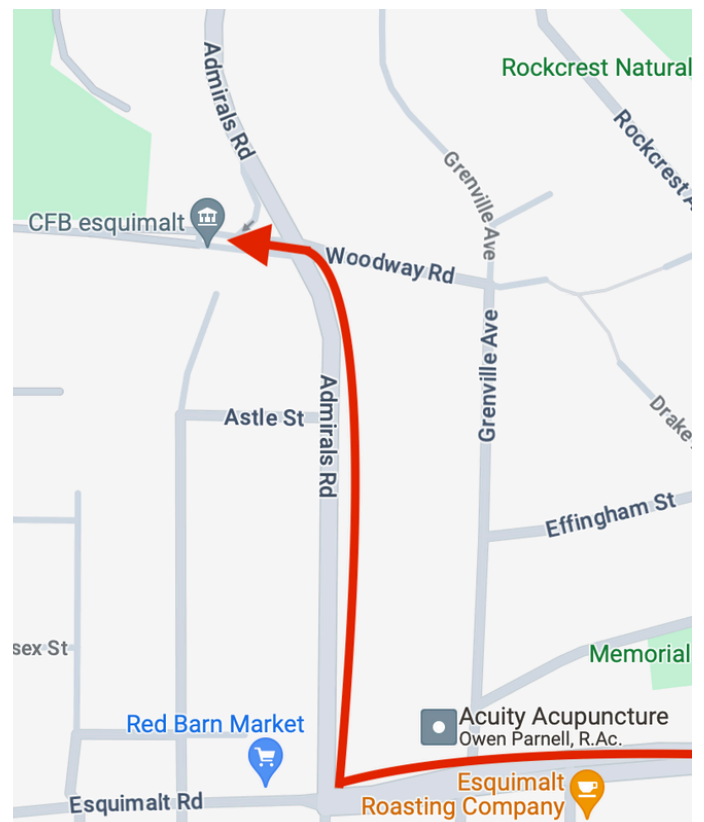 Rockcrest Natural
Admirals Rd
Rockcrest A
Grenville Ave
CFB esquimalt
Woodway Rd
Grenville Ave
Admirals Rd
Astle St
Drake
Effingham St
sex St
Memorial
Red Barn Market
Acuity Acupuncture
Owen Parnell, R.Ac.
Esquimalt
Roasting Company
Esquimalt Rd